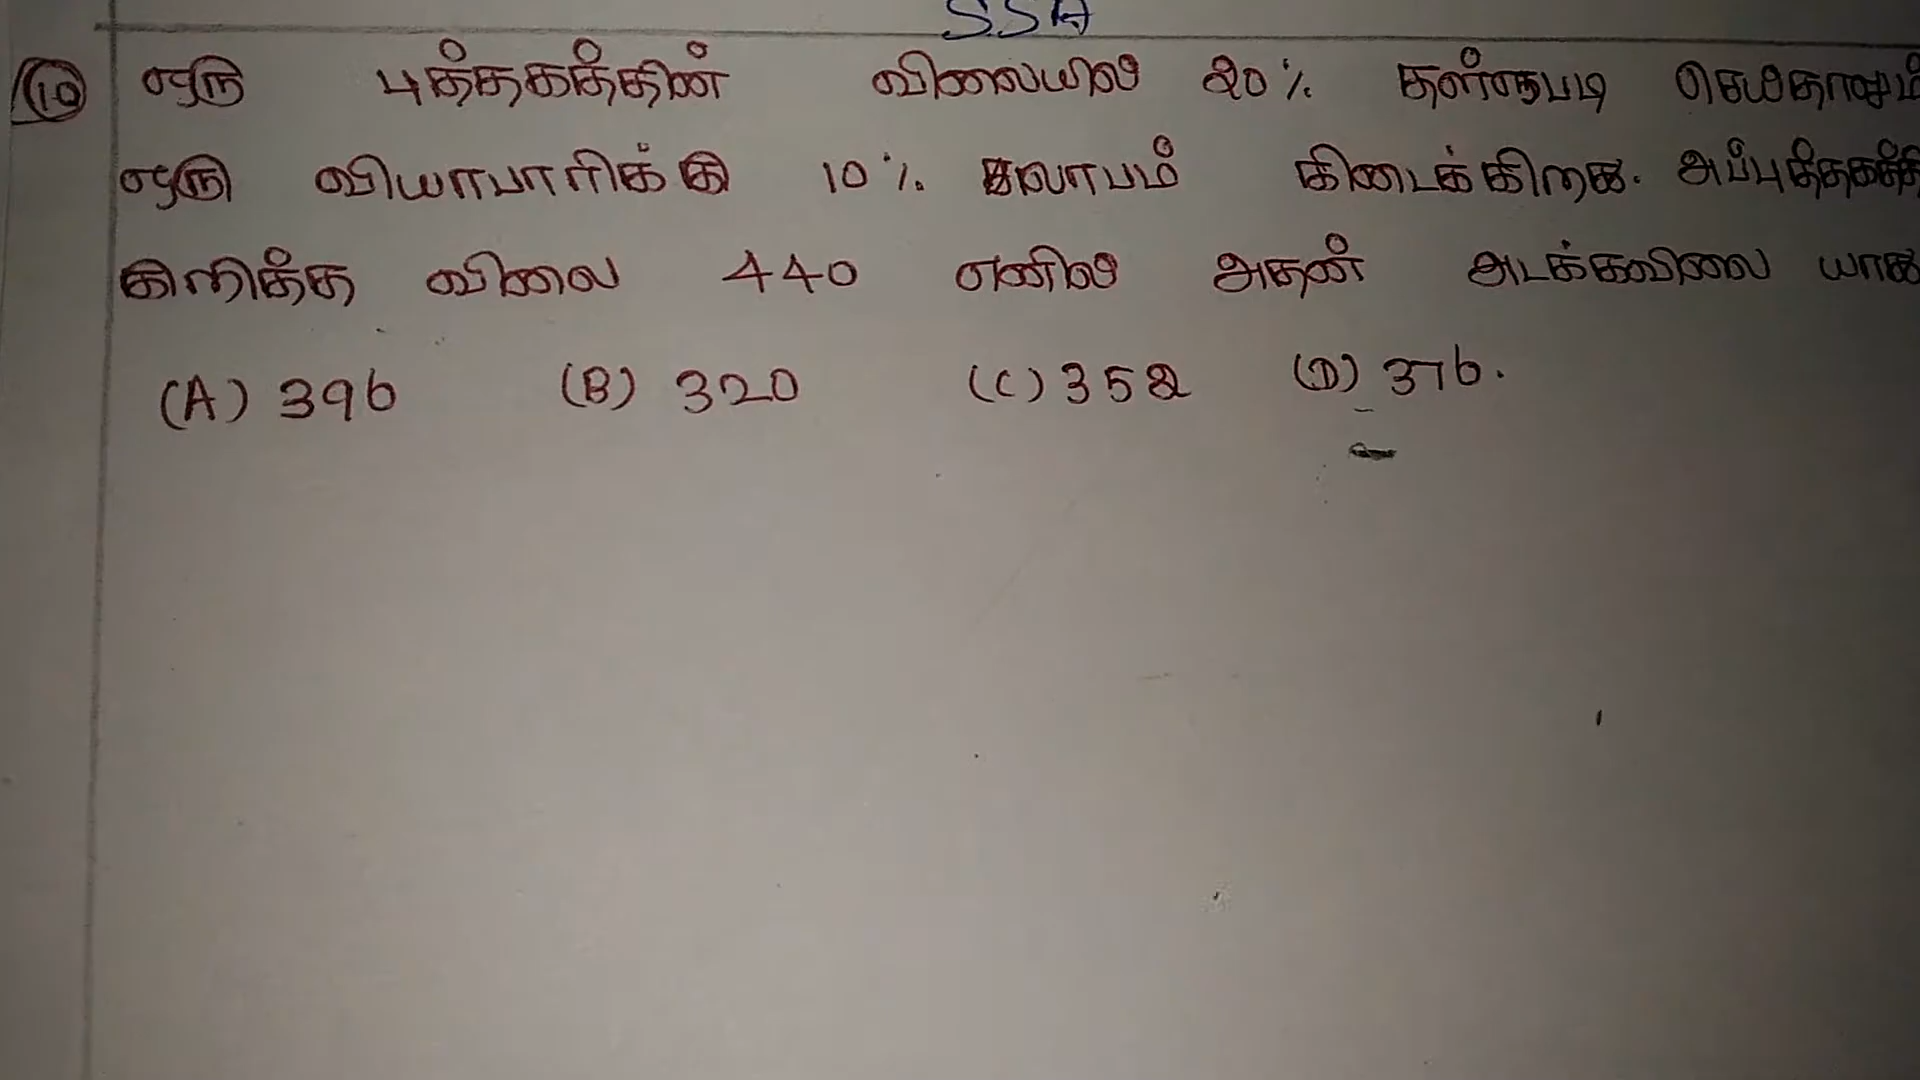 SSA
10 ஒரு புத்தகத்தின் விலையில் 20% தள்ளுபடி செய்தாலும்
ஒரு வியாபாரிக்கு 10% லாபம் கிடைக்கிறது. அப்புத்தகத்தி
குறித்த விலை 440 எனில் அதன் அடக்கவிலை யாது
(A) 396 (B) 320 (C) 352 (D) 376.